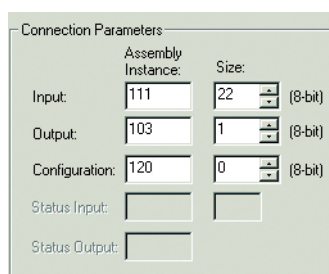 Connection Parameters
Assembly
Instance: Size:
Input: 111 22 (8-bit)
Output: 103 1 (8-bit)
Configuration: 120 0 (8-bit)
Status Input:
Status Output: